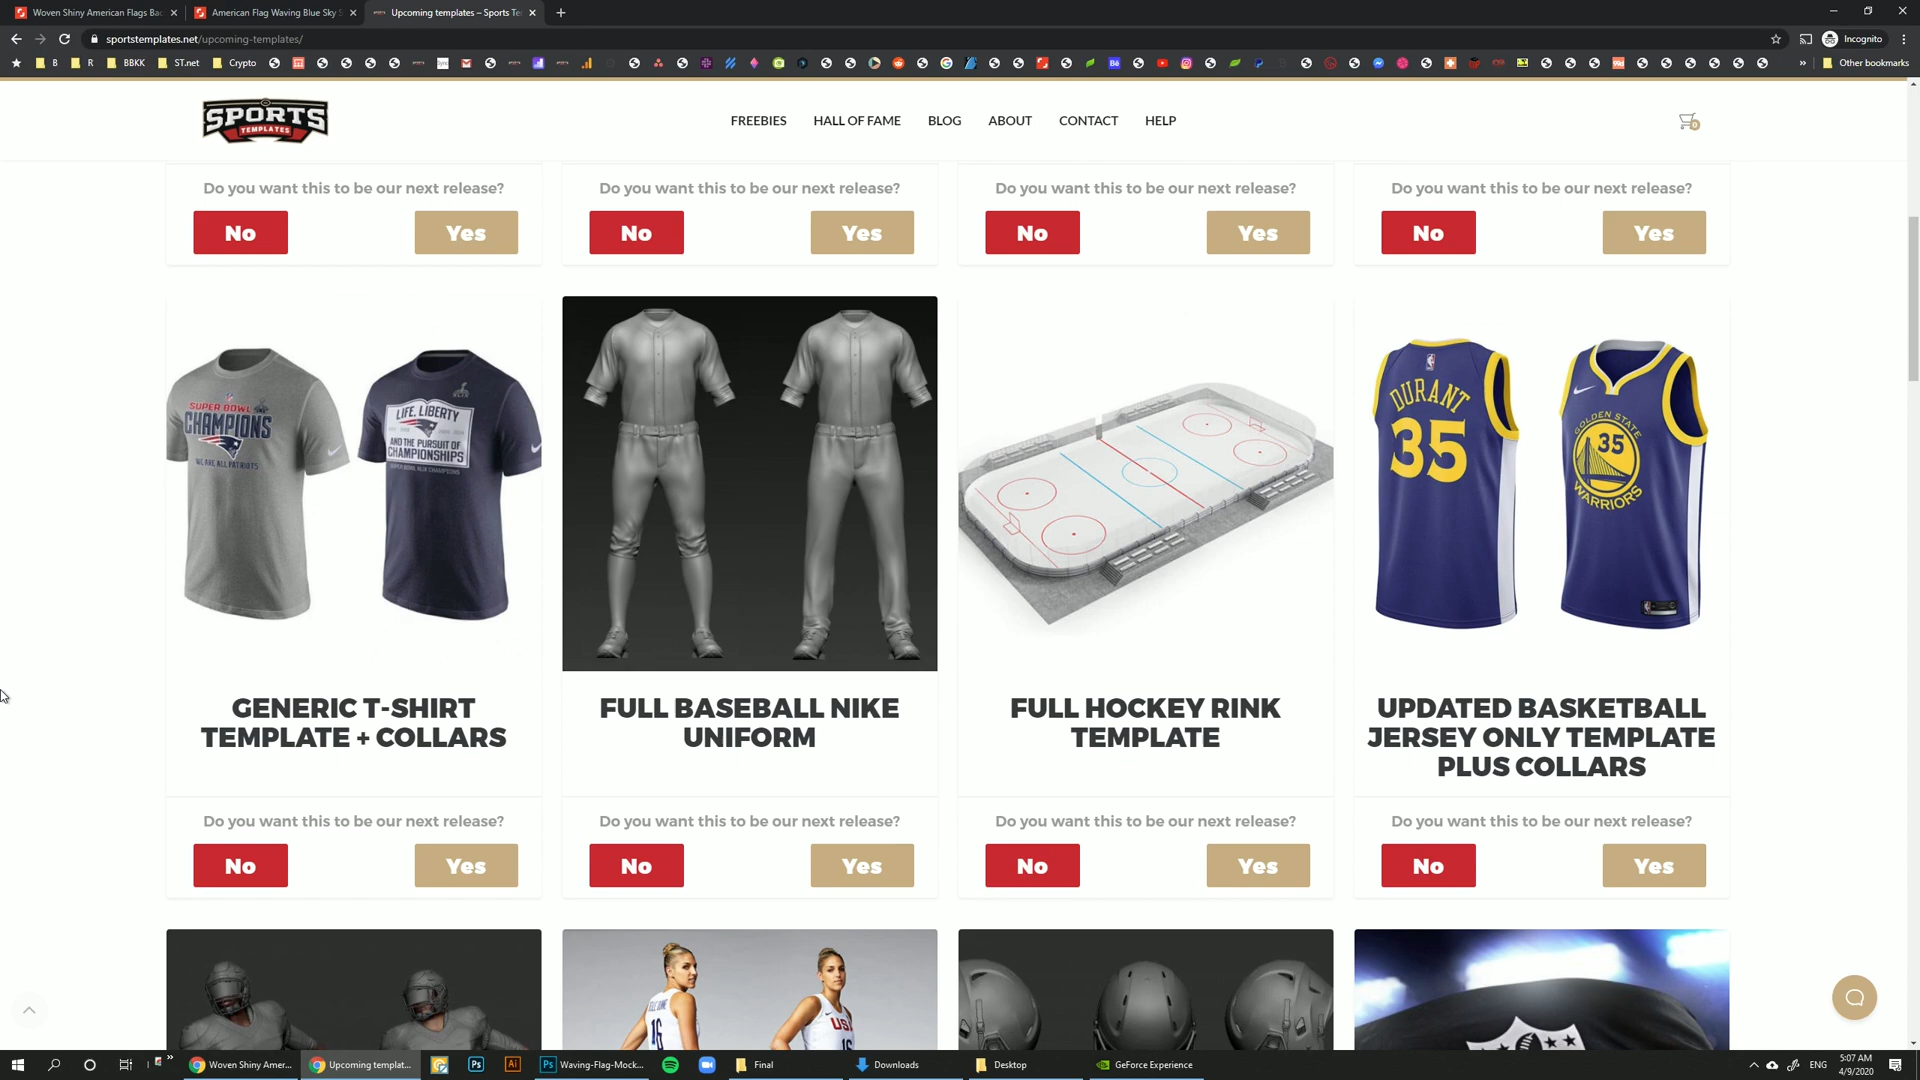 Woven Shiny American Flags Bac
American Flag Waving Blue Sky S
Upcoming templates – Sports Te
sportstemplates.net/upcoming-templates/
Incognito
B
R
BBKK
ST.net
Crypto
Other bookmarks
SPORTS
TEMPLATES
FREEBIES
HALL OF FAME
BLOG
ABOUT
CONTACT
HELP
0
Do you want this to be our next release?
Do you want this to be our next release?
Do you want this to be our next release?
Do you want this to be our next release?
No
Yes
No
Yes
No
Yes
No
Yes
SUPER BOWL
CHAMPIONS
WE ARE ALL PATRIOTS
LIFE, LIBERTY
AND THE PURSUIT OF
CHAMPIONSHIPS
SUPER BOWL XLIX CHAMPIONS
DURANT
35
GOLDEN STATE
35
WARRIORS
GENERIC T-SHIRT
TEMPLATE + COLLARS
FULL BASEBALL NIKE
UNIFORM
FULL HOCKEY RINK
TEMPLATE
UPDATED BASKETBALL
JERSEY ONLY TEMPLATE
PLUS COLLARS
Do you want this to be our next release?
Do you want this to be our next release?
Do you want this to be our next release?
Do you want this to be our next release?
No
Yes
No
Yes
No
Yes
No
Yes
16
USA
16
Woven Shiny Amer...
Upcoming templat...
Ps
Ai
Ps
Waving-Flag-Mock...
Final
Downloads
Desktop
GeForce Experience
ENG
5:07 AM
4/9/2020